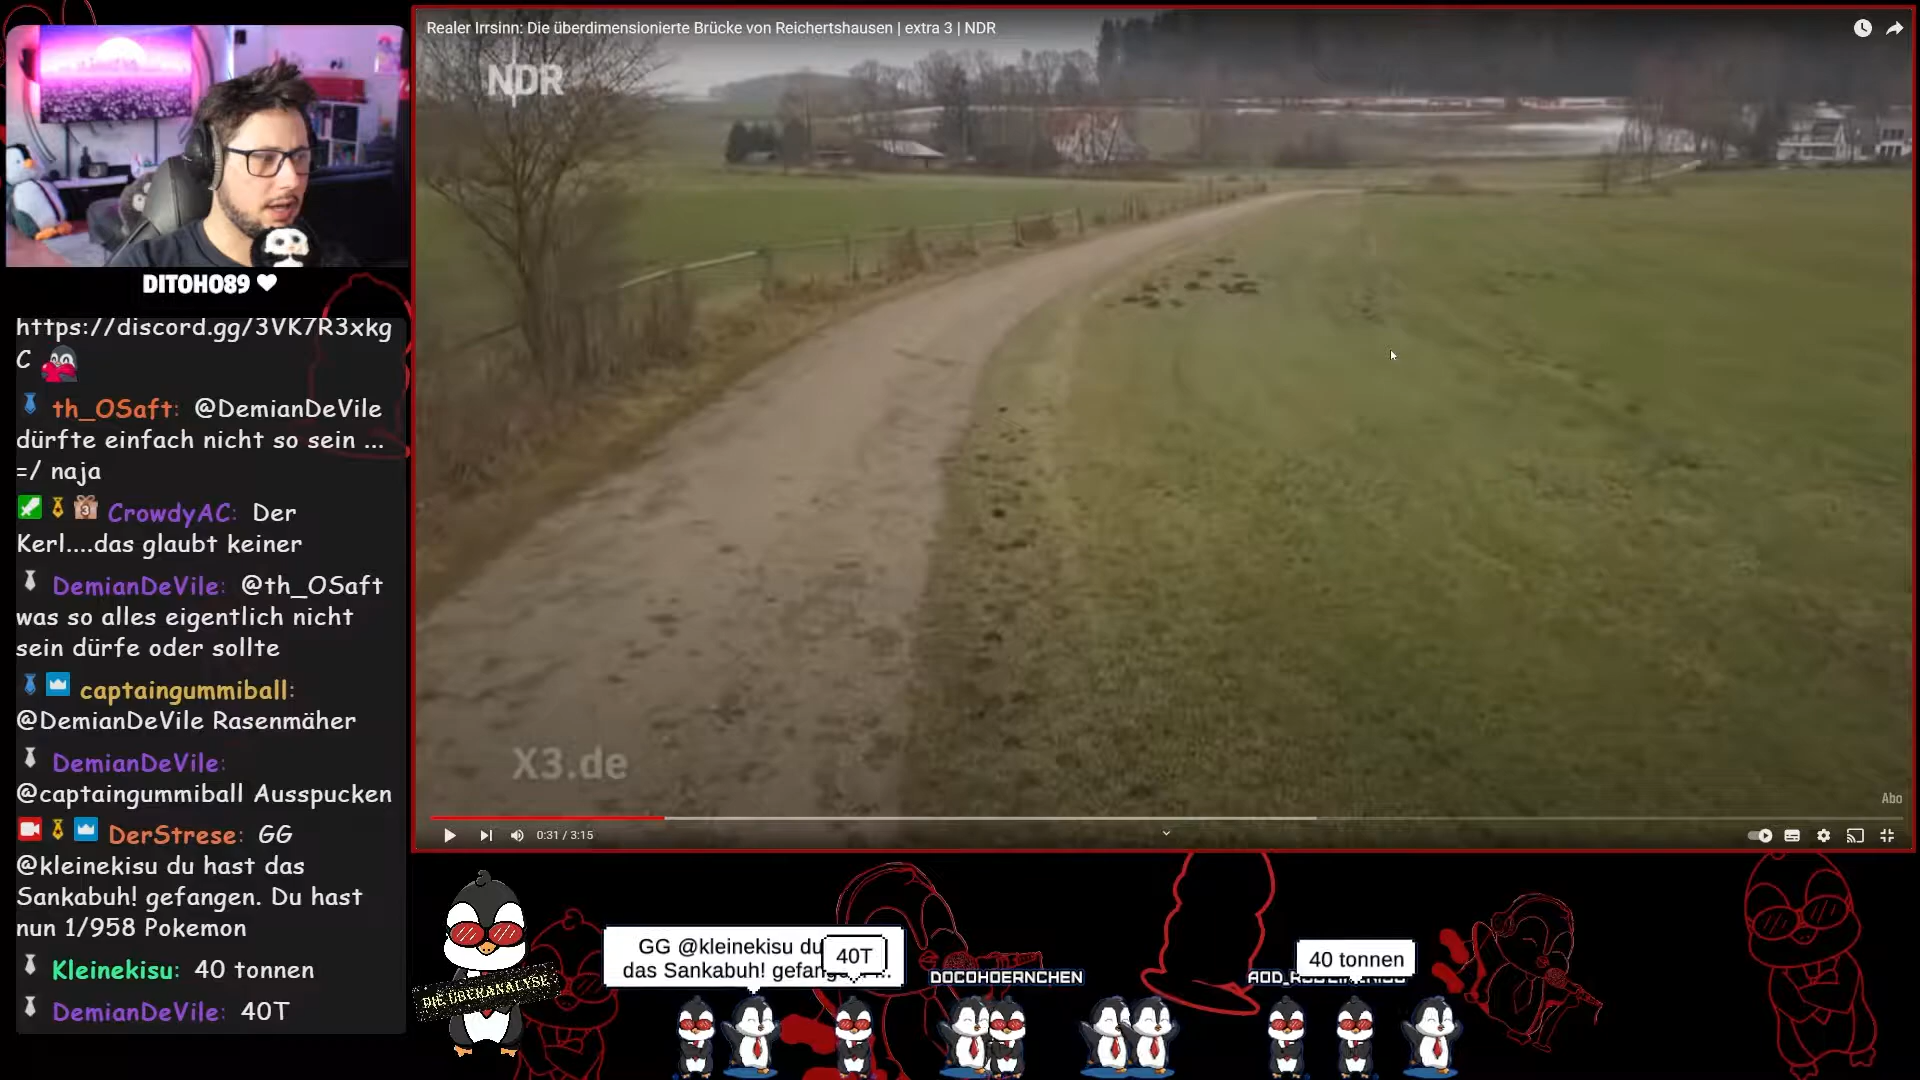 Realer Irrsinn: Die überdimensionierte Brücke von Reichertshausen | extra 3 | NDR
NDR
DITOHO89
https://discord.gg/3VK7R3xkg
C
th_OSaft: @DemianDeVile
dürfte einfach nicht so sein ...
=/ naja
CrowdyAC: Der
Kerl....das glaubt keiner
DemianDeVile: @th_OSaft
was so alles eigentlich nicht
sein dürfe oder sollte
captaingummiball:
@DemianDeVile Rasenmäher
DemianDeVile:
@captaingummiball Ausspucken
DerStrese: GG
@kleinekisu du hast das
Sankabuh! gefangen. Du hast
nun 1/958 Pokemon
Kleinekisu: 40 tonnen
DemianDeVile: 40T
X3.de
Abo
0:31 / 3:15
DIE ÜBERANALYSE
GG @kleinekisu du
das Sankabuh!
40T
DOCOHOERNCHEN
40 tonnen